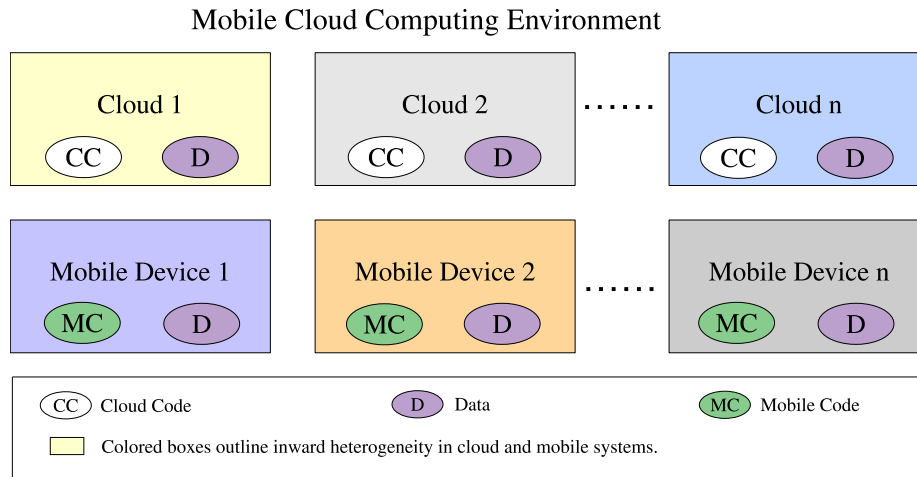 Mobile Cloud Computing Environment
Cloud 1
CC D
Cloud 2
CC D
......
Cloud n
CC D
Mobile Device 1
MC D
Mobile Device 2
MC D
......
Mobile Device n
MC D
CC Cloud Code
D Data
MC Mobile Code
Colored boxes outline inward heterogeneity in cloud and mobile systems.